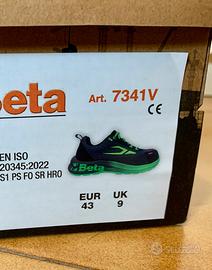 Beta
Art. 7341V
CE
EN ISO
20345:2022
S1 PS FO SR HRO
Beta
EUR UK
43 9